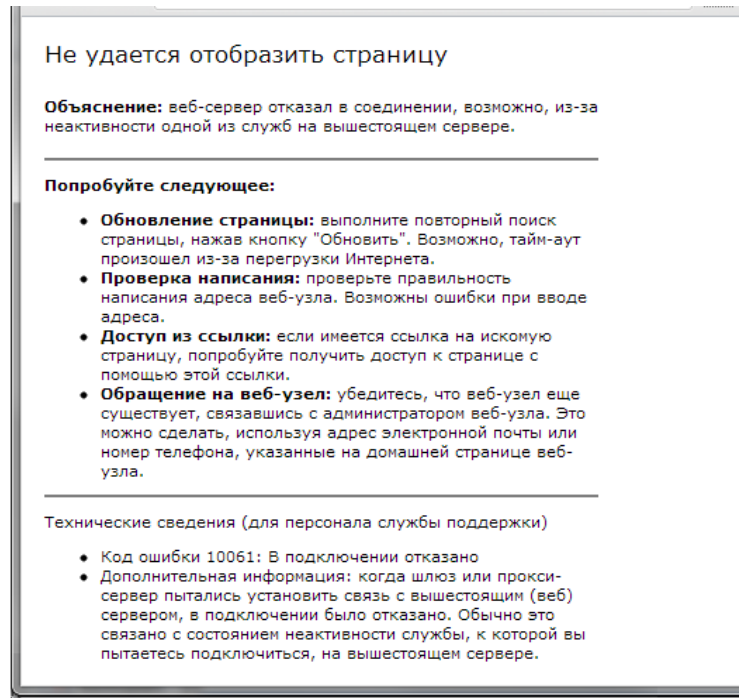 Не удается отобразить страницу
Объяснение: веб-сервер отказал в соединении, возможно, из-за
неактивности одной из служб на вышестоящем сервере.
Попробуйте следующее:
• Обновление страницы: выполните повторный поиск
страницы, нажав кнопку "Обновить". Возможно, тайм-аут
произошел из-за перегрузки Интернета.
• Проверка написания: проверьте правильность
написания адреса веб-узла. Возможны ошибки при вводе
адреса.
• Доступ из ссылки: если имеется ссылка на искомую
страницу, попробуйте получить доступ к странице с
помощью этой ссылки.
• Обращение на веб-узел: убедитесь, что веб-узел еще
существует, связавшись с администратором веб-узла. Это
можно сделать, используя адрес электронной почты или
номер телефона, указанные на домашней странице веб-
узла.
Технические сведения (для персонала службы поддержки)
• Код ошибки 10061: В подключении отказано
• Дополнительная информация: когда шлюз или прокси-
сервер пытались установить связь с вышестоящим (веб)
сервером, в подключении было отказано. Обычно это
связано с состоянием неактивности службы, к которой вы
пытаетесь подключиться, на вышестоящем сервере.